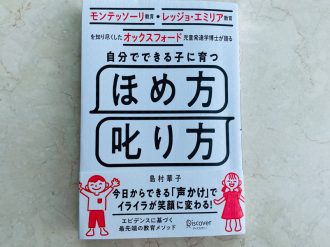 モンテッソーリ教育・レッジョ・エミリア教育
を知り尽くしたオックスフォード児童発達学博士が語る
自分でできる子に育つ
ほめ方
叱り方
島村華子
今日からできる「声かけ」で
イライラが笑顔に変わる!
エビデンスに基づく
最先端の教育メソッド
Discover